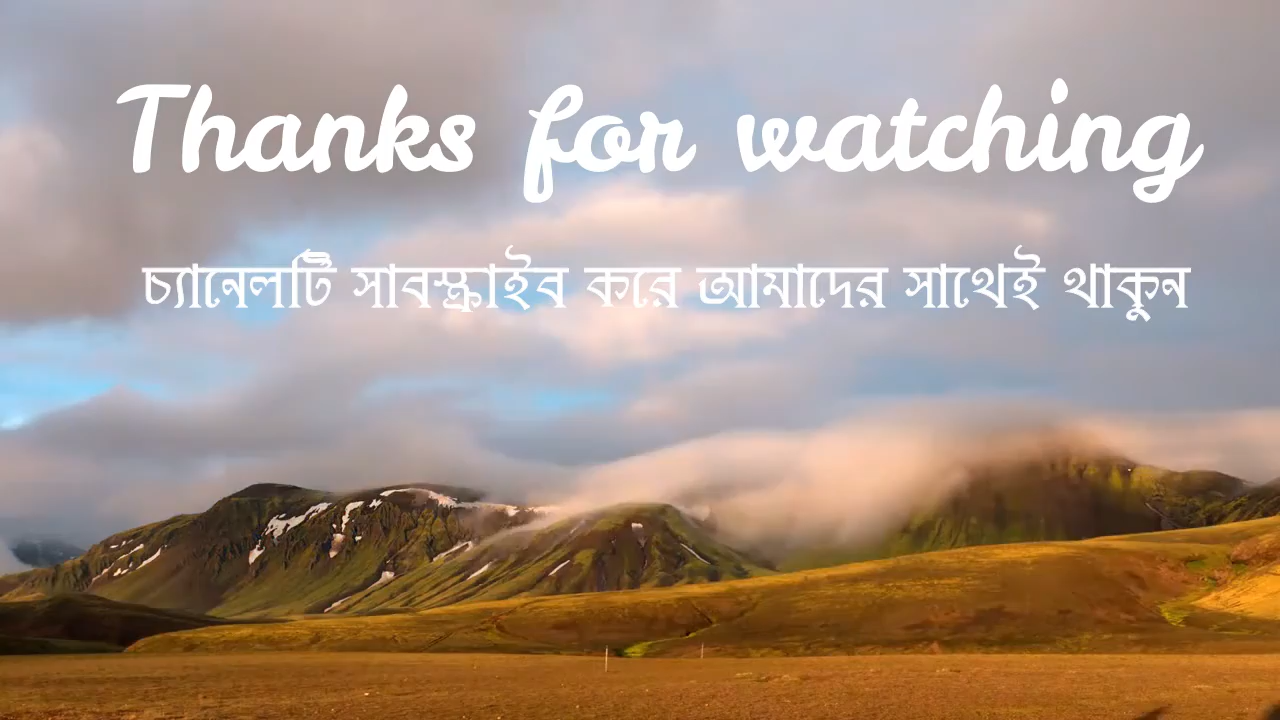 Thanks for watching
চ্যানেলটি সাবস্ক্রাইব করে আমাদের সাথেই থাকুন